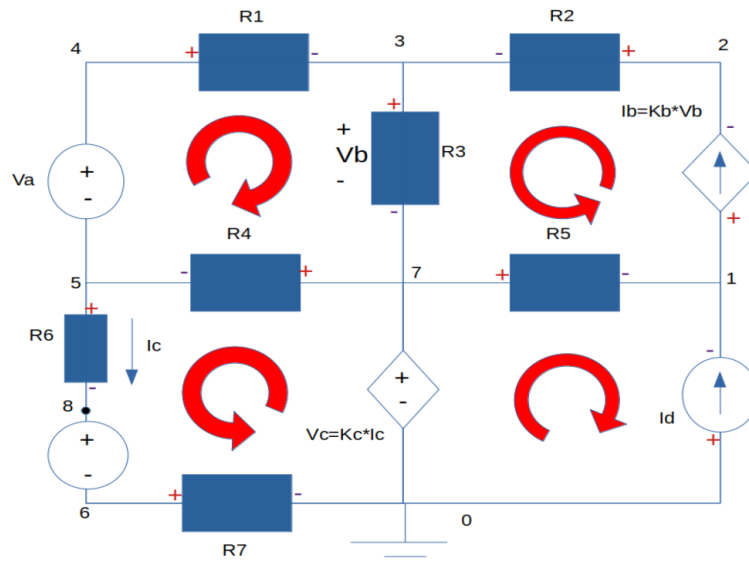 R1
R2
4
3
2
+ - - +
+
-
Ib=Kb*Vb
+
Vb
-
R3
Va
+
-
-
+
R4
R5
5
- +
7
+ -
1
+
R6
Ic
-
8
+
-
+
-
Vc=Kc*Ic
-
Id
+
6
+ -
0
R7